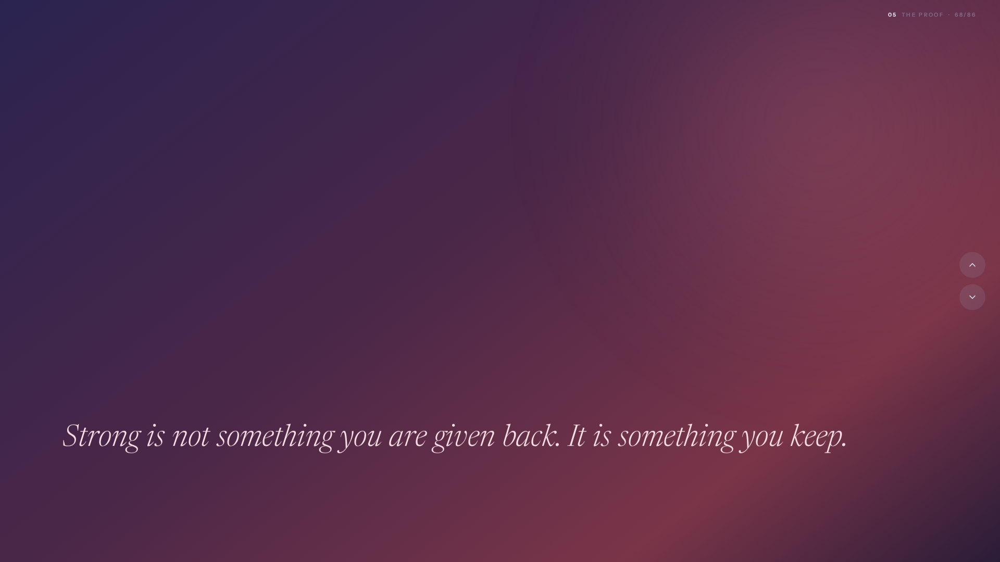 05 THE PROOF · 68/86
Strong is not something you are given back. It is something you keep.